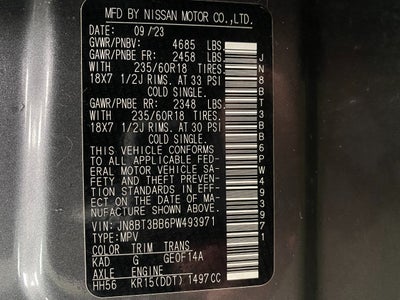 MFD BY NISSAN MOTOR CO.,LTD.
DATE: 09/23
GVWR/PNBV: 4685 LBS.
GAWR/PNBE FR: 2458 LBS.
WITH 235/60R18 TIRES.
18X7 1/2J RIMS. AT 33 PSI
COLD SINGLE.
GAWR/PNBE RR: 2348 LBS.
WITH 235/60R18 TIRES.
18X7 1/2J RIMS. AT 30 PSI
COLD SINGLE.
THIS VEHICLE CONFORMS
TO ALL APPLICABLE FED-
ERAL MOTOR VEHICLE SA-
FETY AND THEFT PREVEN-
TION STANDARDS IN EFF-
ECT ON THE DATE OF MA-
NUFACTURE SHOWN ABOVE.
VIN: JN8BT3BB6PW493971
TYPE:MPV
COLOR TRIM TRANS
KAD G GE0F14A
AXLE ENGINE
HH56 KR15(DDT) 1497CC
JN8BT3BB6PW493971